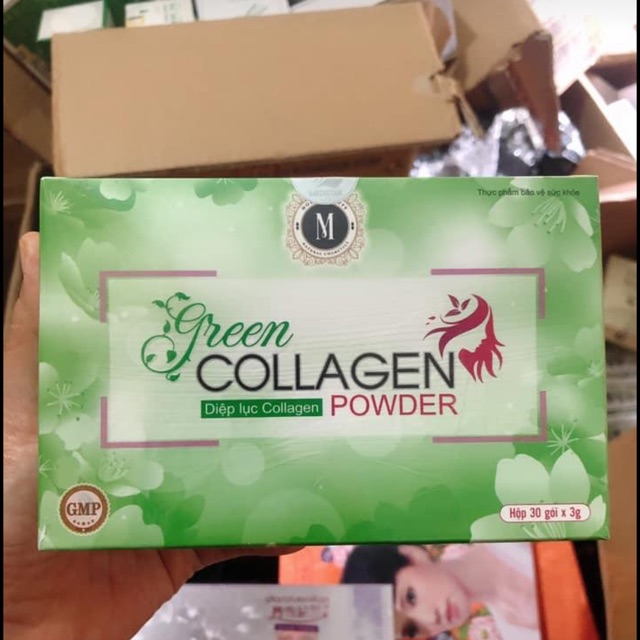 Thực phẩm bảo vệ sức khỏe
M
Green
COLLAGEN
Diệp lục Collagen POWDER
GMP
Hộp 30 gói x 3g